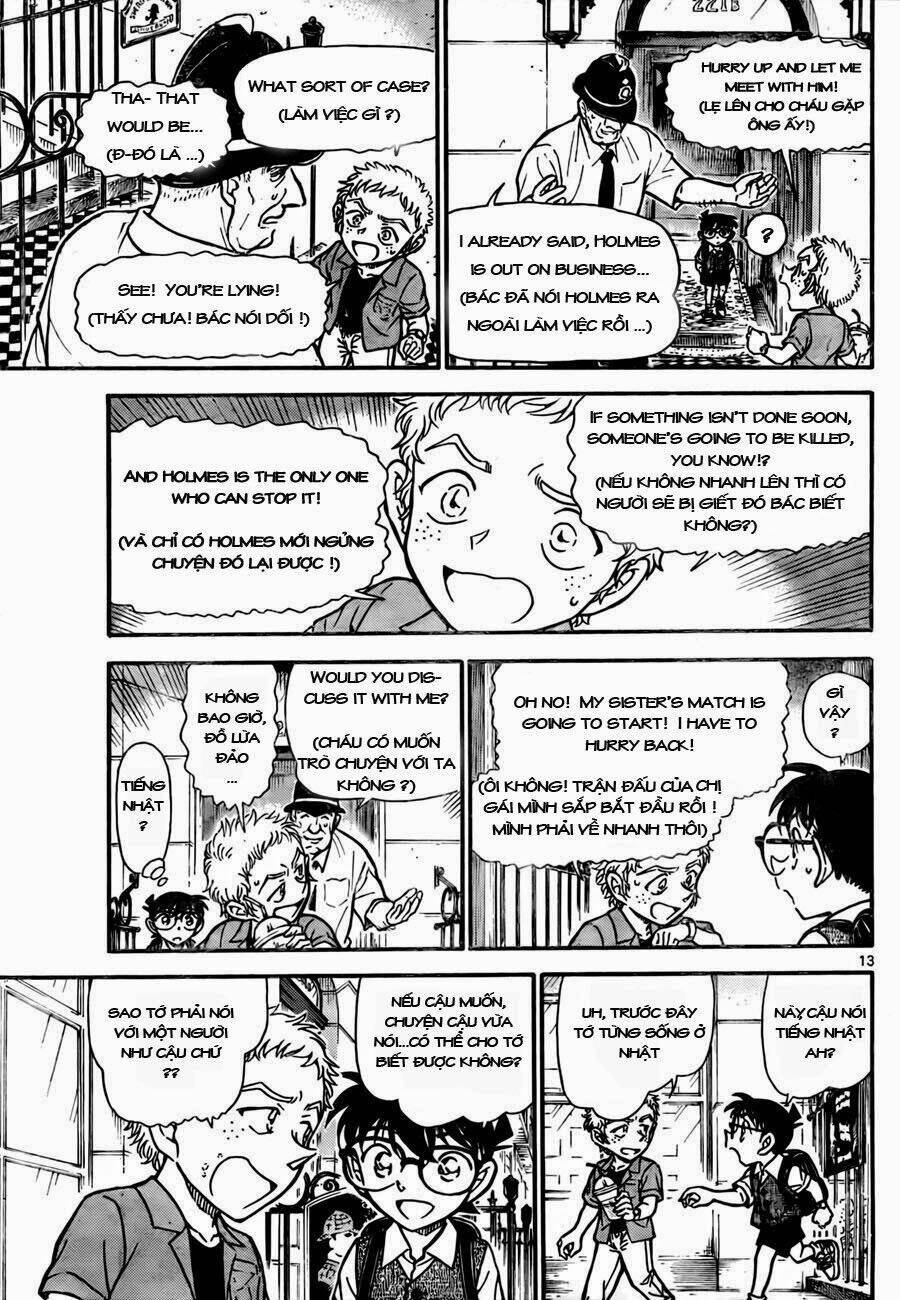 221B
HURRY UP AND LET ME
MEET WITH HIM!
(LẸ LÊN CHO CHÁU GẶP
ÔNG ẤY!)
?
I ALREADY SAID, HOLMES
IS OUT ON BUSINESS...
(BÁC ĐÃ NÓI HOLMES RA
NGOÀI LÀM VIỆC RỒI ...)
WHAT SORT OF CASE?
(LÀM VIỆC GÌ ?)
THA- THAT
WOULD BE...
(Đ-ĐÓ LÀ ...)
SEE! YOU'RE LYING!
(THẤY CHƯA! BÁC NÓI DỐI !)
IF SOMETHING ISN'T DONE SOON,
SOMEONE'S GOING TO BE KILLED,
YOU KNOW!?
(NẾU KHÔNG NHANH LÊN THÌ CÓ
NGƯỜI SẼ BỊ GIẾT ĐÓ BÁC BIẾT
KHÔNG?)
AND HOLMES IS THE ONLY ONE
WHO CAN STOP IT!
(VÀ CHỈ CÓ HOLMES MỚI NGỬNG
CHUYỆN ĐÓ LẠI ĐƯỢC !)
GÌ
VẬY
?
OH NO! MY SISTER'S MATCH IS
GOING TO START! I HAVE TO
HURRY BACK!
(ÔI KHÔNG! TRẬN ĐẤU CỦA CHỊ
GÁI MÌNH SẮP BẮT ĐẦU RỒI !
MÌNH PHẢI VỀ NHANH THÔI)
WOULD YOU DIS-
CUSS IT WITH ME?
(CHÁU CÓ MUỐN
TRÒ CHUYỆN VỚI TA
KHÔNG ?)
KHÔNG
BAO GIỜ,
ĐỒ LỪA
ĐẢO
...
TIẾNG
NHẬT
?
13
NÀY, CẬU NÓI
TIẾNG NHẬT
AH?
UH, TRƯỚC ĐÂY
TỚ TỪNG SỐNG Ở
NHẬT
NẾU CẬU MUỐN,
CHUYỆN CẬU VỪA
NÓI...CÓ THỂ CHO TỚ
BIẾT ĐƯỢC KHÔNG?
SAO TỚ PHẢI NÓI
VỚI MỘT NGƯỜI
NHƯ CẬU CHỨ
??